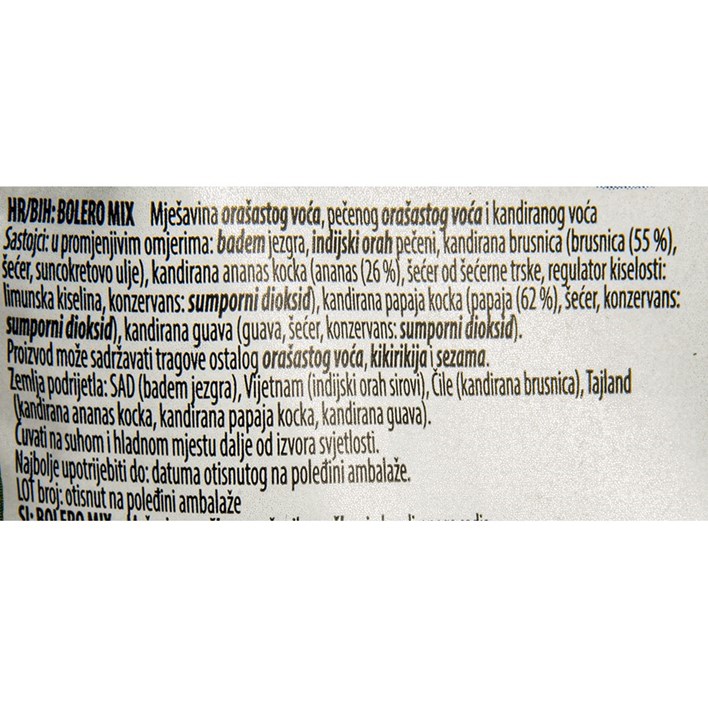 HR/BIH: BOLERO MIX Mješavina orašastog voća, pečenog orašastog voća i kandiranog voća
Sastojci: u promjenjivim omjerima: badem jezgra, indijski orah pečeni, kandirana brusnica (brusnica (55 %),
šećer, suncokretovo ulje), kandirana ananas kocka (ananas (26 %), šećer od šećerne trske, regulator kiselosti:
limunska kiselina, konzervans: sumporni dioksid), kandirana papaja kocka (papaja (62 %), šećer, konzervans:
sumporni dioksid), kandirana guava (guava, šećer, konzervans: sumporni dioksid).
Proizvod može sadržavati tragove ostalog orašastog voća, kikirikija i sezama.
Zemlja podrijetla: SAD (badem jezgra), Vijetnam (indijski orah sirovi), Čile (kandirana brusnica), Tajland
(kandirana ananas kocka, kandirana papaja kocka, kandirana guava).
Čuvati na suhom i hladnom mjestu dalje od izvora svjetlosti.
Najbolje upotrijebiti do: datuma otisnutog na poleđini ambalaže.
LOT broj: otisnut na poleđini ambalaže
SI: BOLERO MIX